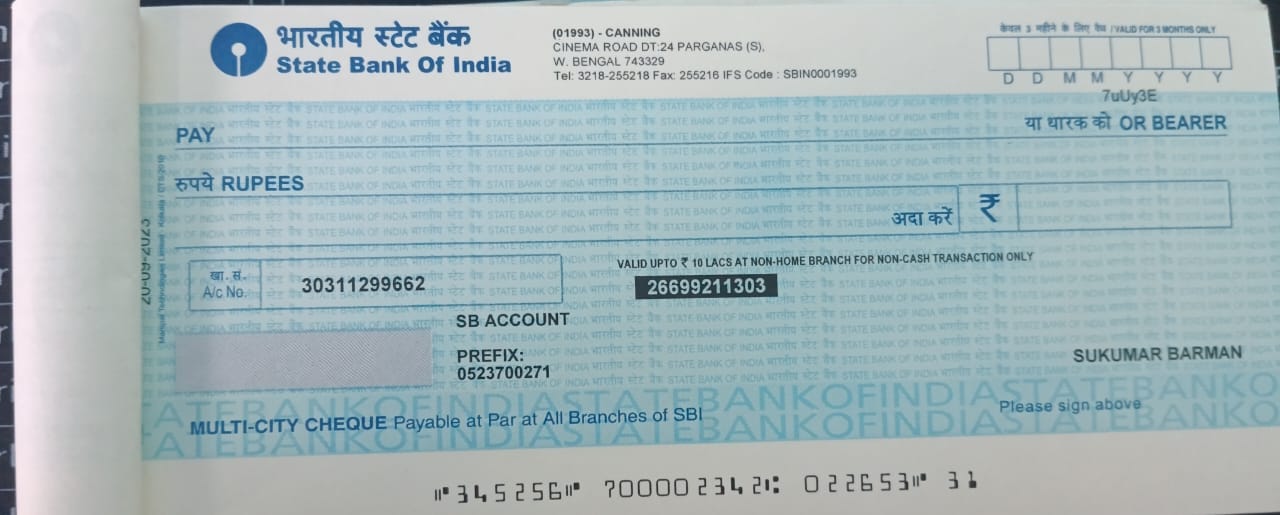 भारतीय स्टेट बैंक
State Bank Of India
(01993) - CANNING
CINEMA ROAD DT:24 PARGANAS (S),
W. BENGAL 743329
Tel: 3218-255218 Fax: 255216 IFS Code : SBIN0001993
केवल 3 महीने के लिए वैध / VALID FOR 3 MONTHS ONLY
D D M M Y Y Y Y
7uUy3E
PAY
या धारक को OR BEARER
रुपये RUPEES
अदा करें ₹
20-09-2023
खा. सं.
A/c No.
30311299662
VALID UPTO ₹ 10 LACS AT NON-HOME BRANCH FOR NON-CASH TRANSACTION ONLY
26699211303
SB ACCOUNT
PREFIX:
0523700271
SUKUMAR BARMAN
Please sign above
MULTI-CITY CHEQUE Payable at Par at All Branches of SBI
STATEBANKOFINDIASTATEBANKO
⑈345256⑈ 700002342⑆ 022653⑈ 31